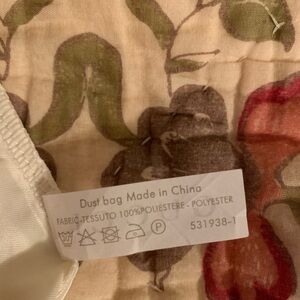 Dust bag Made in China
FABRIC-TESSUTO 100%POLIESTERE - POLYESTER
P
531938-1